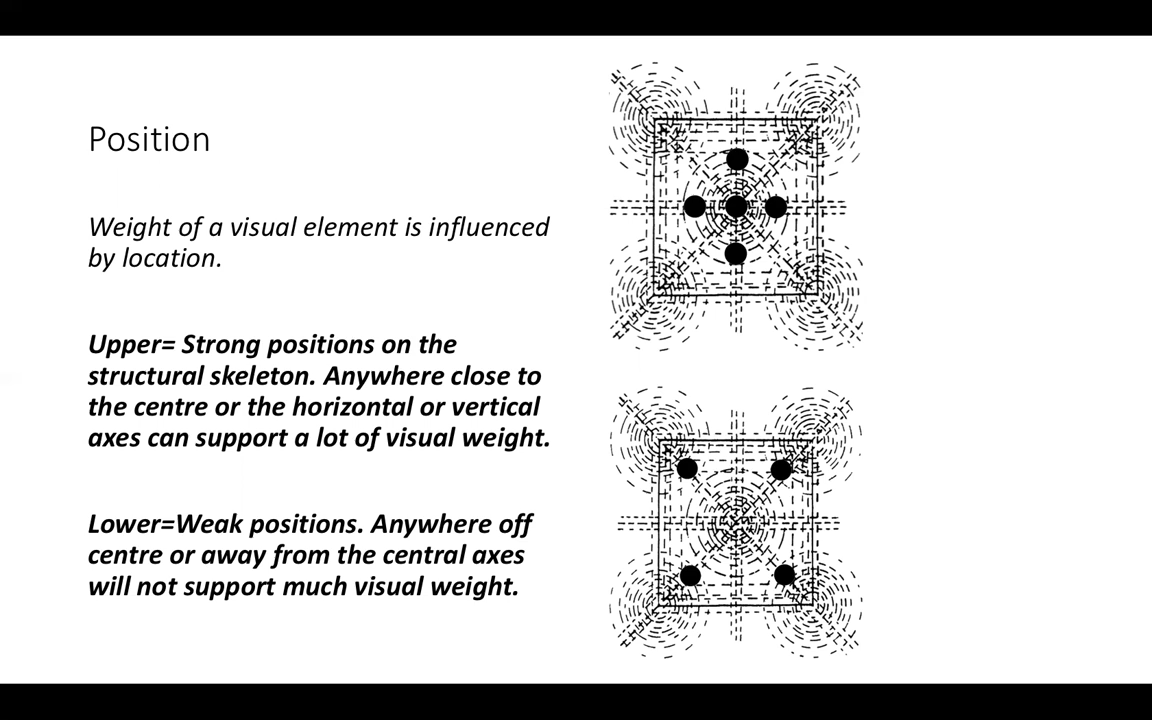 Position
Weight of a visual element is influenced
by location.
Upper= Strong positions on the
structural skeleton. Anywhere close to
the centre or the horizontal or vertical
axes can support a lot of visual weight.
Lower=Weak positions. Anywhere off
centre or away from the central axes
will not support much visual weight.